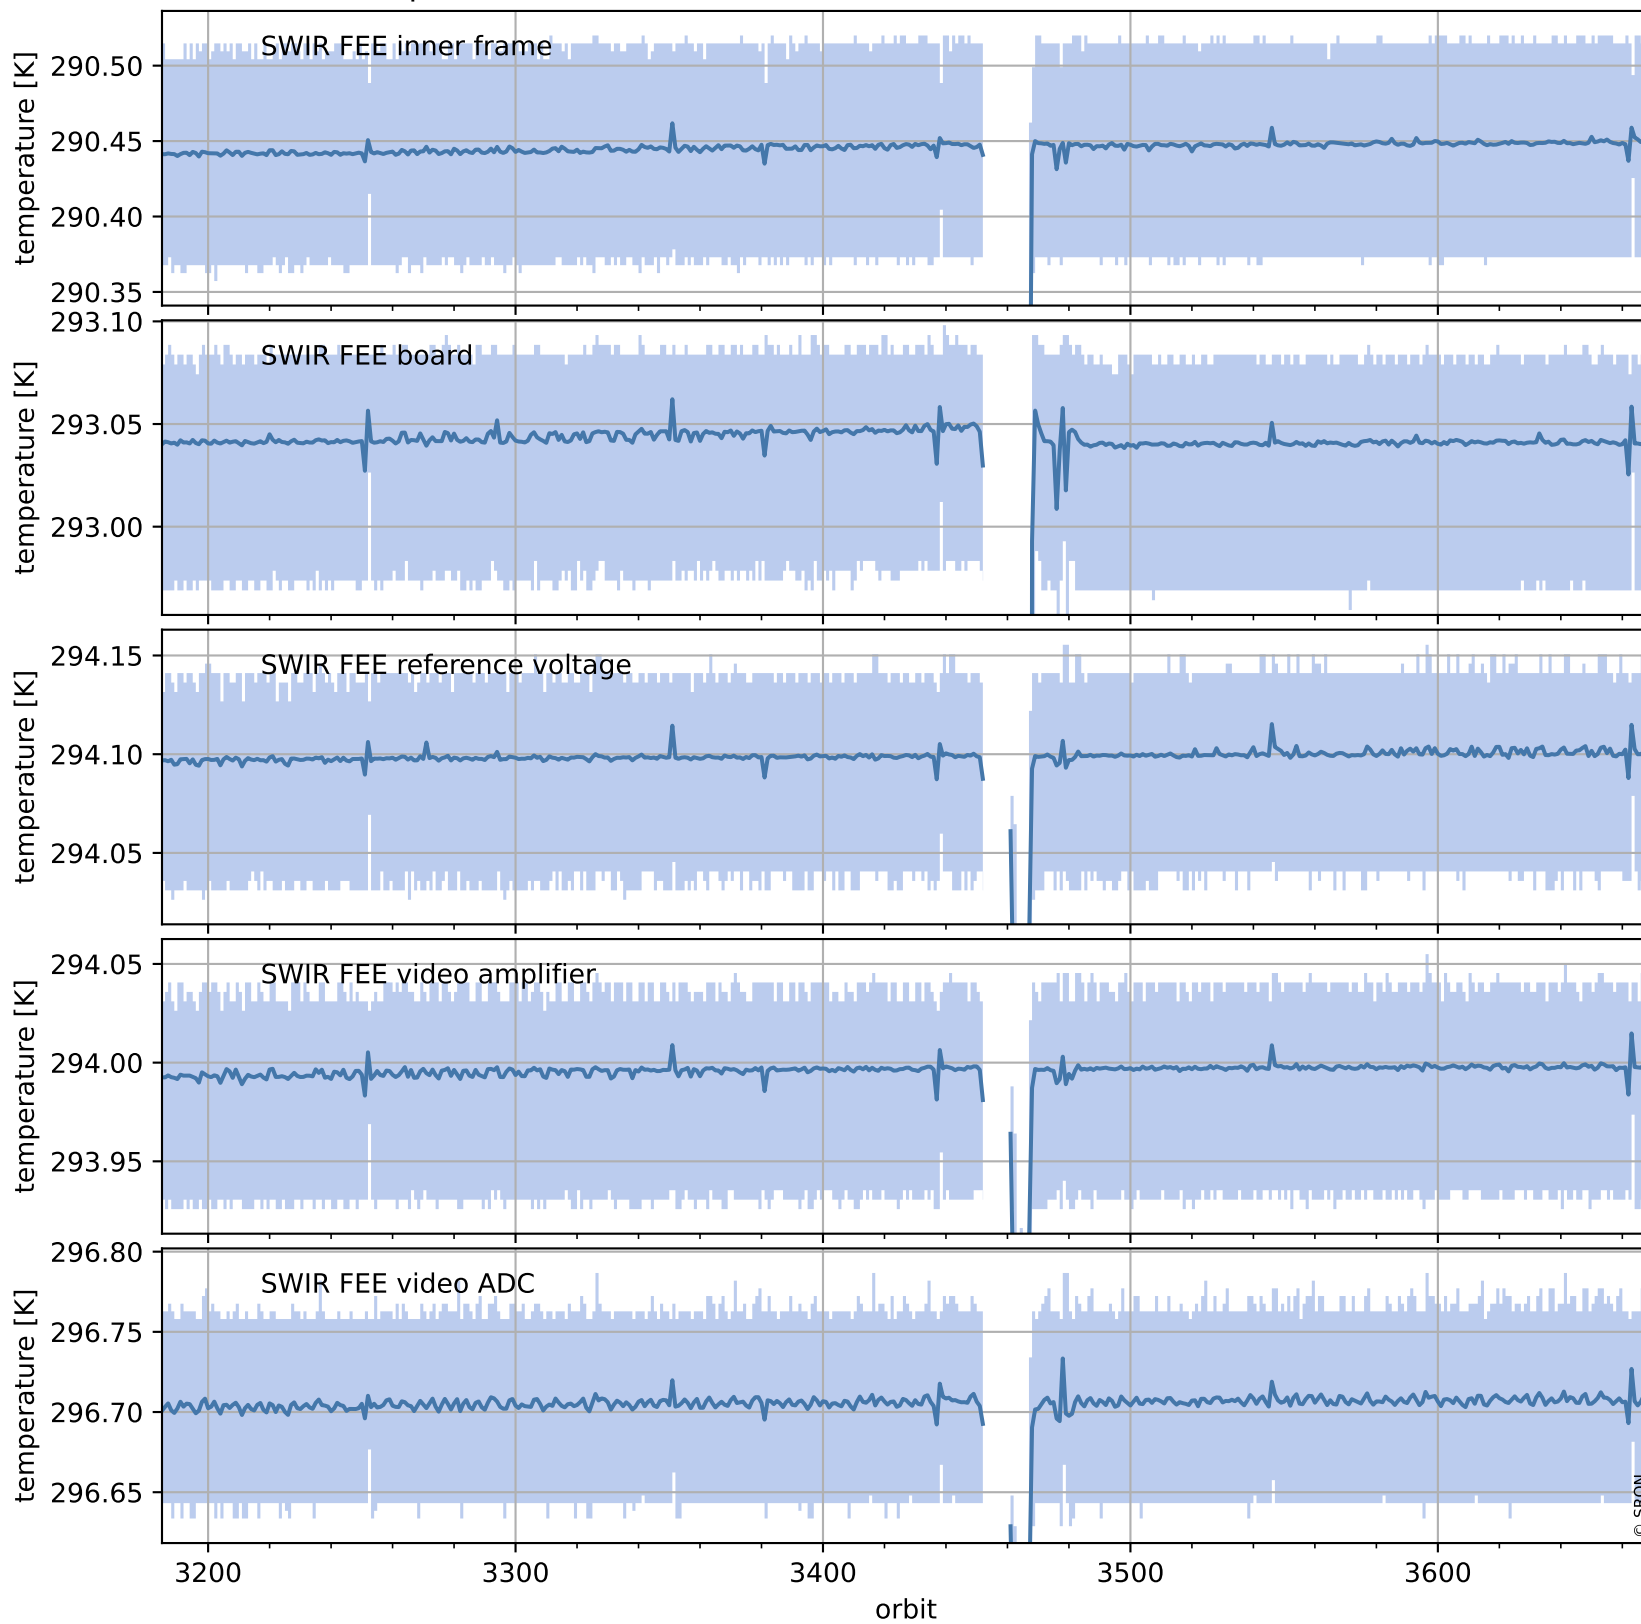 SWIR FEE inner frame
temperature [K]
290.50
290.45
290.40
290.35
SWIR FEE board
temperature [K]
293.10
293.05
293.00
SWIR FEE reference voltage
temperature [K]
294.15
294.10
294.05
SWIR FEE video amplifier
temperature [K]
294.05
294.00
293.95
SWIR FEE video ADC
temperature [K]
296.80
296.75
296.70
296.65
3200 3300 3400 3500 3600
orbit
© SRON